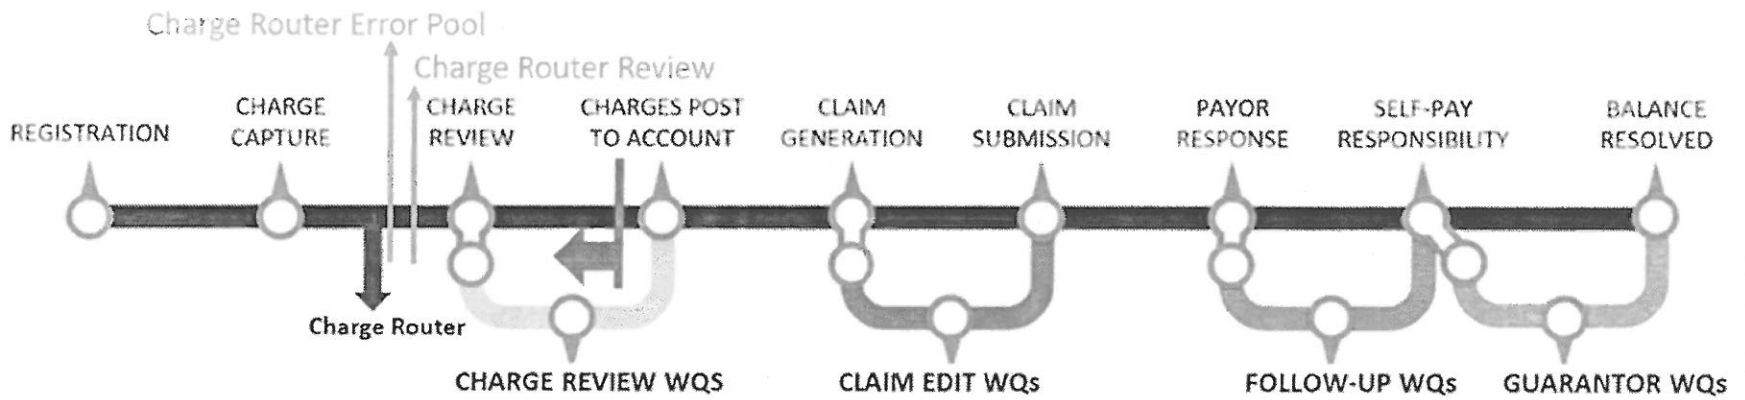 Charge Router Error Pool
Charge Router Review
REGISTRATION
CHARGE
CAPTURE
CHARGE
REVIEW
CHARGES POST
TO ACCOUNT
CLAIM
GENERATION
CLAIM
SUBMISSION
PAYOR
RESPONSE
SELF-PAY
RESPONSIBILITY
BALANCE
RESOLVED
Charge Router
CHARGE REVIEW WQS
CLAIM EDIT WQs
FOLLOW-UP WQs
GUARANTOR WQs